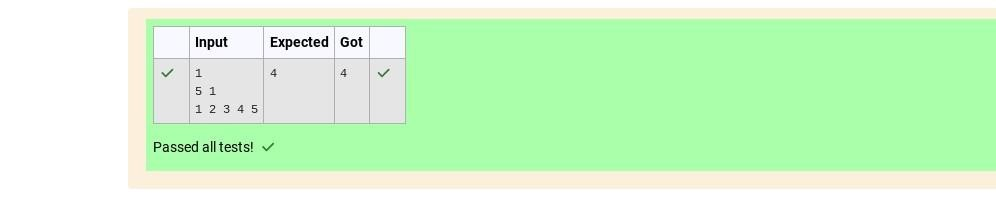 Input Expected Got
1 4 4
5 1
1 2 3 4 5
Passed all tests!